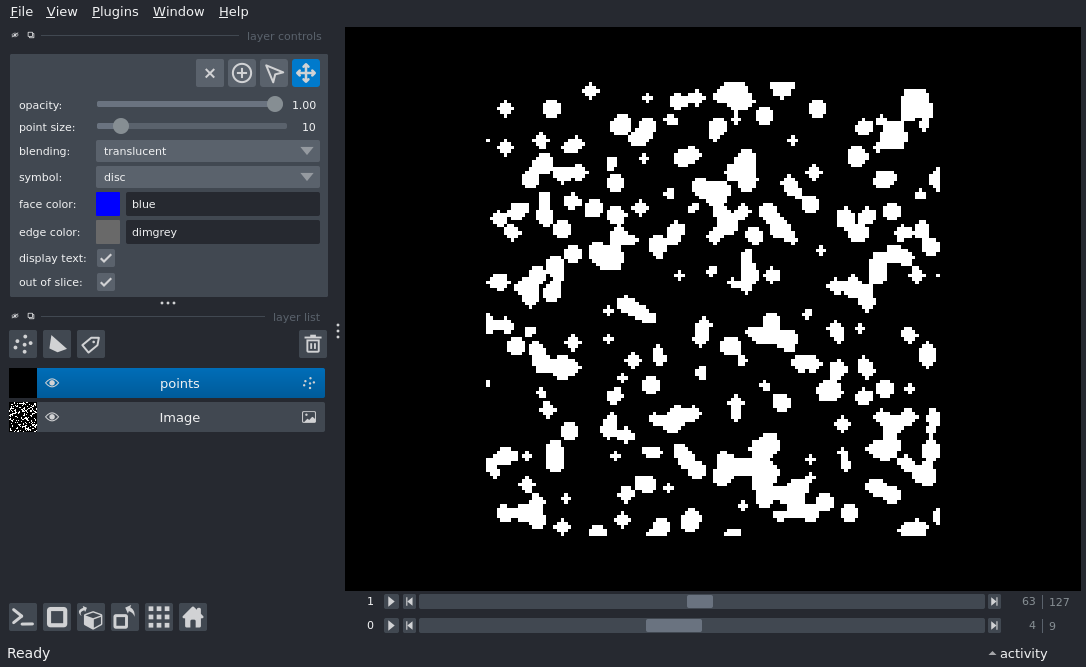 File View Plugins Window Help
layer controls
opacity: 1.00
point size: 10
blending: translucent
symbol: disc
face color: blue
edge color: dimgrey
display text:
out of slice:
layer list
points
Image
1 63 127
0 4 9
Ready activity